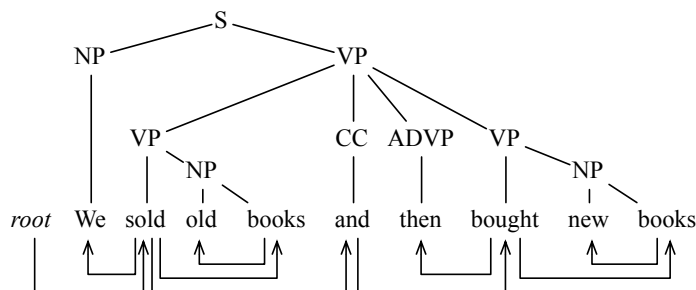 S
NP VP
VP CC ADVP VP
NP NP
root We sold old books and then bought new books